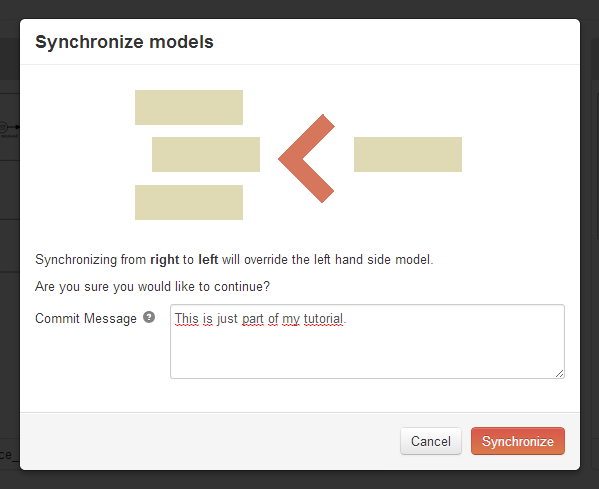 Synchronize models
Synchronizing from right to left will override the left hand side model.
Are you sure you would like to continue?
Commit Message ?
This is just part of my tutorial.
Cancel
Synchronize
ce_